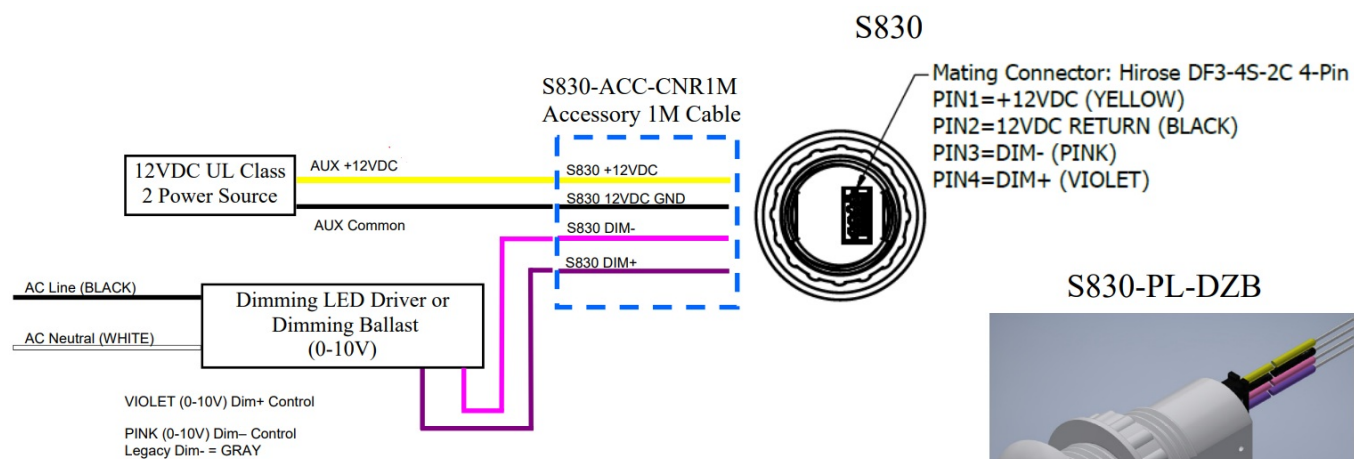 S830
Mating Connector: Hirose DF3-4S-2C 4-Pin
PIN1=+12VDC (YELLOW)
PIN2=12VDC RETURN (BLACK)
PIN3=DIM- (PINK)
PIN4=DIM+ (VIOLET)
S830-ACC-CNR1M
Accessory 1M Cable
12VDC UL Class
2 Power Source
AUX +12VDC
AUX Common
S830 +12VDC
S830 12VDC GND
S830 DIM-
S830 DIM+
AC Line (BLACK)
AC Neutral (WHITE)
Dimming LED Driver or
Dimming Ballast
(0-10V)
VIOLET (0-10V) Dim+ Control
PINK (0-10V) Dim– Control
Legacy Dim- = GRAY
S830-PL-DZB